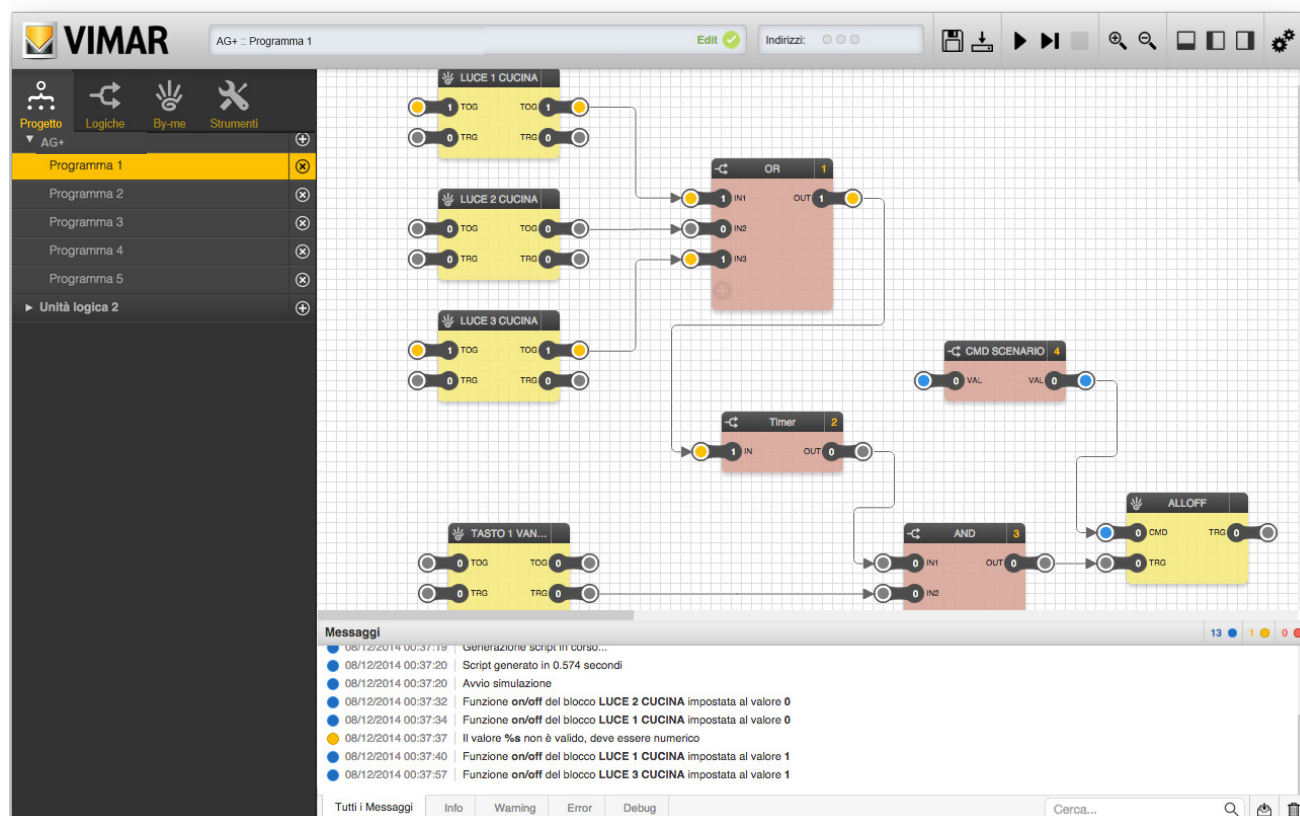 VIMAR
AG+ :: Programma 1
Edit
Indirizzi:
Progetto
Logiche
By-me
Strumenti
AG+
Programma 1
Programma 2
Programma 3
Programma 4
Programma 5
Unità logica 2
LUCE 1 CUCINA
1 TOG TOG 1
0 TRG TRG 0
LUCE 2 CUCINA
0 TOG TOG 0
0 TRG TRG 0
LUCE 3 CUCINA
1 TOG TOG 1
0 TRG TRG 0
OR 1
1 IN1 OUT 1
0 IN2
1 IN3
CMD SCENARIO 4
0 VAL VAL 0
Timer 2
1 IN OUT 0
TASTO 1 VAN...
0 TOG TOG 0
0 TRG TRG 0
AND 3
0 IN1 OUT 0
0 IN2
ALLOFF
0 CMD TRG 0
0 TRG
Messaggi
13 1 0
08/12/2014 00:37:19 Generazione script in corso...
08/12/2014 00:37:20 Script generato in 0.574 secondi
08/12/2014 00:37:20 Avvio simulazione
08/12/2014 00:37:32 Funzione on/off del blocco LUCE 2 CUCINA impostata al valore 0
08/12/2014 00:37:34 Funzione on/off del blocco LUCE 1 CUCINA impostata al valore 0
08/12/2014 00:37:37 Il valore %s non è valido, deve essere numerico
08/12/2014 00:37:40 Funzione on/off del blocco LUCE 1 CUCINA impostata al valore 1
08/12/2014 00:37:57 Funzione on/off del blocco LUCE 3 CUCINA impostata al valore 1
Tutti i Messaggi
Info
Warning
Error
Debug
Cerca...